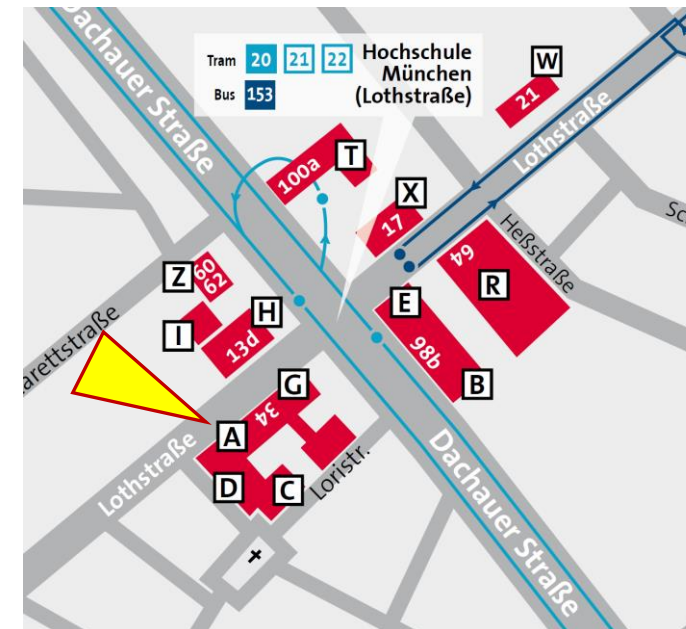 Dachauer Straße
Tram 20 21 22 Hochschule
München
Bus 153 (Lothstraße)
W
21
Lothstraße
T
100a
X
17
Sc
Heßstraße
64
R
Z
60
62
H
E
I
13d
98b
B
arettstraße
G
34
A
Lothstraße
D
C
Loristr.
Dachauer Straße